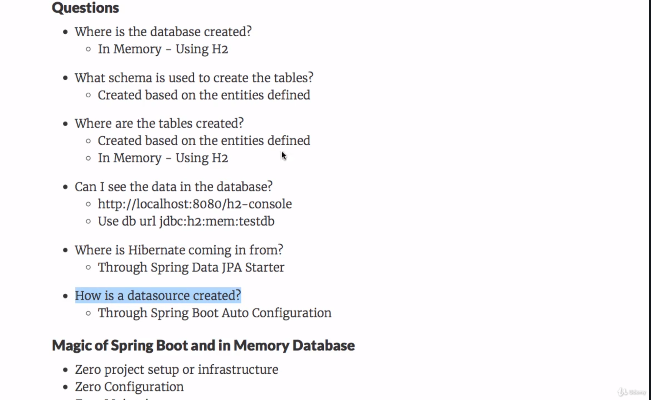 Questions
• Where is the database created?
◦ In Memory - Using H2
• What schema is used to create the tables?
◦ Created based on the entities defined
• Where are the tables created?
◦ Created based on the entities defined
◦ In Memory - Using H2
• Can I see the data in the database?
◦ http://localhost:8080/h2-console
◦ Use db url jdbc:h2:mem:testdb
• Where is Hibernate coming in from?
◦ Through Spring Data JPA Starter
• How is a datasource created?
◦ Through Spring Boot Auto Configuration
Magic of Spring Boot and in Memory Database
• Zero project setup or infrastructure
• Zero Configuration